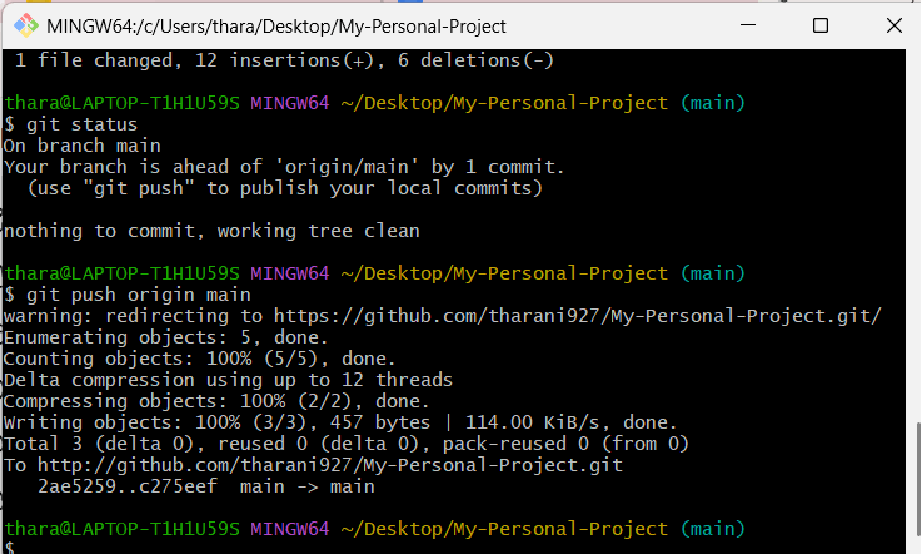 MINGW64:/c/Users/thara/Desktop/My-Personal-Project
1 file changed, 12 insertions(+), 6 deletions(-)
thara@LAPTOP-T1H1U59S MINGW64 ~/Desktop/My-Personal-Project (main)
$ git status
On branch main
Your branch is ahead of 'origin/main' by 1 commit.
  (use "git push" to publish your local commits)
nothing to commit, working tree clean
thara@LAPTOP-T1H1U59S MINGW64 ~/Desktop/My-Personal-Project (main)
$ git push origin main
warning: redirecting to https://github.com/tharani927/My-Personal-Project.git/
Enumerating objects: 5, done.
Counting objects: 100% (5/5), done.
Delta compression using up to 12 threads
Compressing objects: 100% (2/2), done.
Writing objects: 100% (3/3), 457 bytes | 114.00 KiB/s, done.
Total 3 (delta 0), reused 0 (delta 0), pack-reused 0 (from 0)
To http://github.com/tharani927/My-Personal-Project.git
   2ae5259..c275eef  main -> main
thara@LAPTOP-T1H1U59S MINGW64 ~/Desktop/My-Personal-Project (main)
$